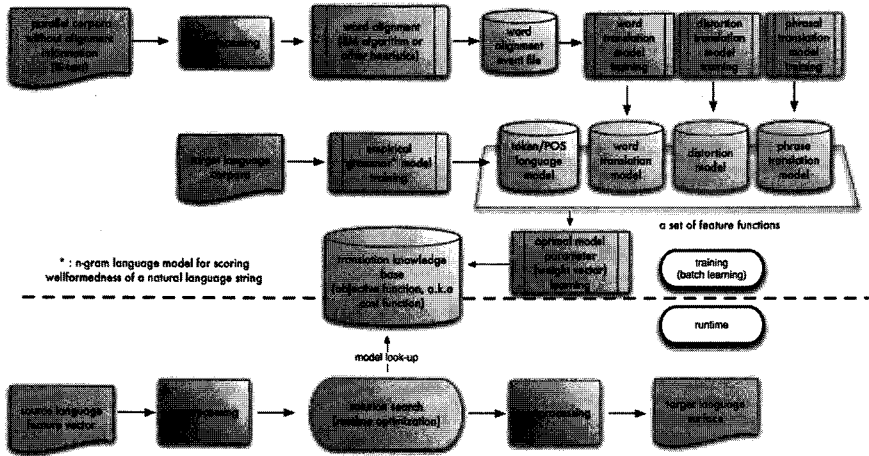 parallel corpora
without alignment
information
word alignment
(EM algorithm or
other heuristics)
word
alignment
event file
word
translation
model
learning
distortion
translation
model
learning
phrasal
translation
model
training
target language
corpora
empirical
"grammar"* model
training
token/POS
language
model
word
translation
model
distortion
model
phrase
translation
model
a set of feature functions
* : n-gram language model for scoring
wellformedness of a natural language string
translation knowledge
base
(objective function, a.k.a
cost function)
optimal model
parameter
(weight vector)
learning
training
(batch learning)
runtime
model look-up
source language
feature vector
solution search
(runtime optimization)
target language
surface